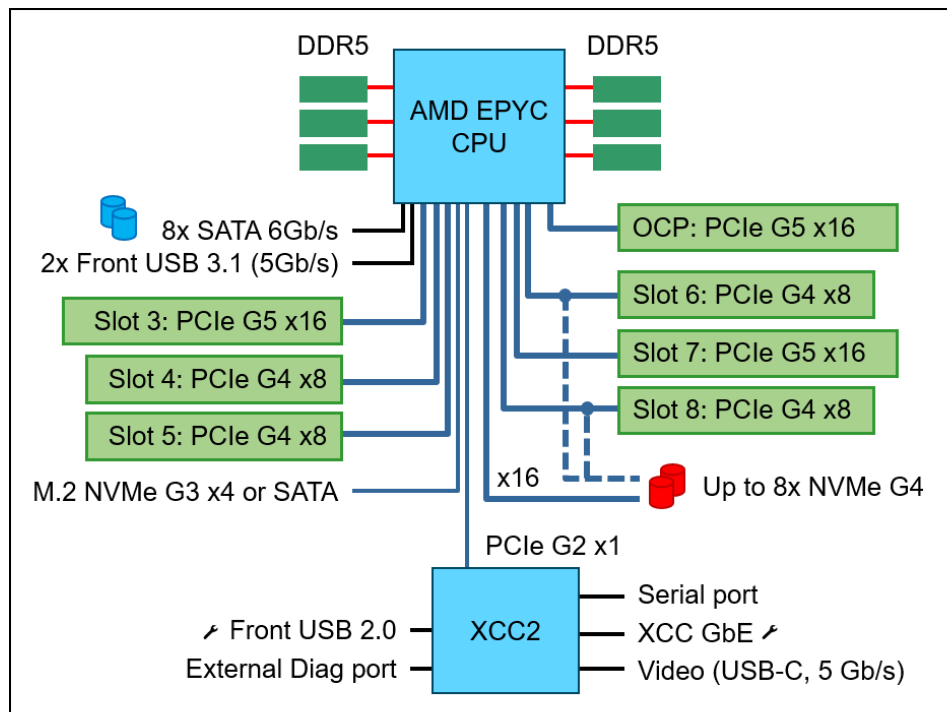 DDR5
DDR5
AMD EPYC
CPU
8x SATA 6Gb/s
2x Front USB 3.1 (5Gb/s)
Slot 3: PCIe G5 x16
Slot 4: PCIe G4 x8
Slot 5: PCIe G4 x8
M.2 NVMe G3 x4 or SATA
OCP: PCIe G5 x16
Slot 6: PCIe G4 x8
Slot 7: PCIe G5 x16
Slot 8: PCIe G4 x8
x16
Up to 8x NVMe G4
PCIe G2 x1
XCC2
Front USB 2.0
External Diag port
Serial port
XCC GbE
Video (USB-C, 5 Gb/s)